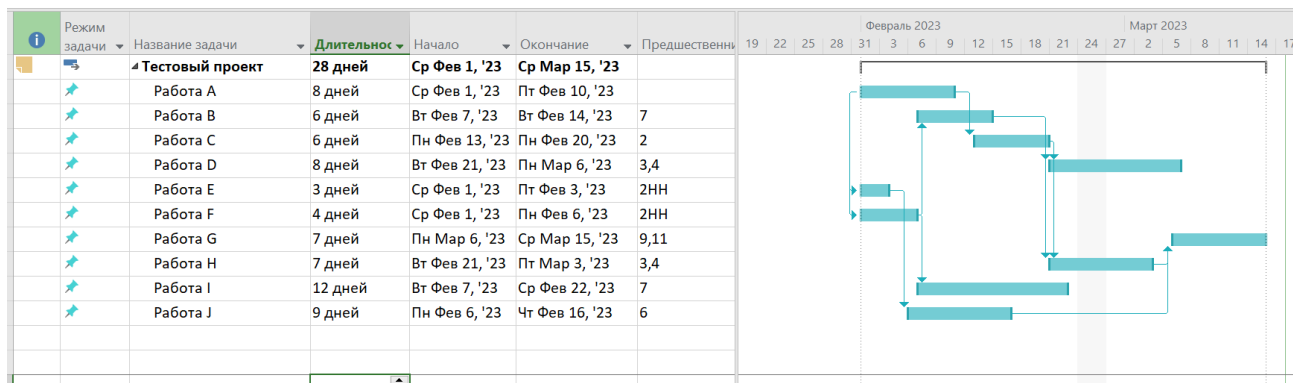 Режим задачи Название задачи Длительнос Начало Окончание Предшественни
Февраль 2023 Март 2023
19 22 25 28 31 3 6 9 12 15 18 21 24 27 2 5 8 11 14 17
Тестовый проект 28 дней Ср Фев 1, '23 Ср Мар 15, '23
Работа A 8 дней Ср Фев 1, '23 Пт Фев 10, '23
Работа B 6 дней Вт Фев 7, '23 Вт Фев 14, '23 7
Работа C 6 дней Пн Фев 13, '23 Пн Фев 20, '23 2
Работа D 8 дней Вт Фев 21, '23 Пн Мар 6, '23 3,4
Работа E 3 дней Ср Фев 1, '23 Пт Фев 3, '23 2НН
Работа F 4 дней Ср Фев 1, '23 Пн Фев 6, '23 2НН
Работа G 7 дней Пн Мар 6, '23 Ср Мар 15, '23 9,11
Работа H 7 дней Вт Фев 21, '23 Пт Мар 3, '23 3,4
Работа I 12 дней Вт Фев 7, '23 Ср Фев 22, '23 7
Работа J 9 дней Пн Фев 6, '23 Чт Фев 16, '23 6